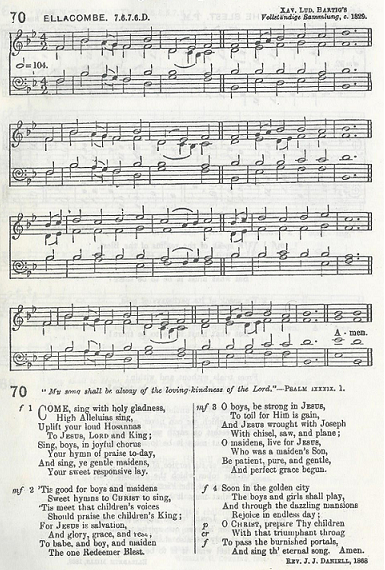 70 ELLACOMBE. 7.6.7.6.D.
XAV. LUD. HARTIG'S
Vollständige Sammlung, c. 1829.
= 104.
A - men.
70 "My song shall be alway of the loving-kindness of the Lord."—PSALM lxxxix. 1.
f 1 COME, sing with holy gladness,
High Alleluias sing,
Uplift your loud Hosannas
To JESUS, LORD and King;
Sing, boys, in joyful chorus
Your hymn of praise to-day,
And sing, ye gentle maidens,
Your sweet responsive lay.
mf 2 'Tis good for boys and maidens
Sweet hymns to CHRIST to sing,
'Tis meet that children's voices
Should praise the children's King;
For JESUS is salvation,
And glory, grace, and rest;
To babe, and boy, and maiden
The one Redeemer Blest.
mf 3 O boys, be strong in JESUS,
To toil for Him is gain,
And JESUS wrought with Joseph
With chisel, saw, and plane;
O maidens, live for JESUS,
Who was a maiden's Son,
Be patient, pure, and gentle,
And perfect grace begun.
f 4 Soon in the golden city
The boys and girls shall play,
And through the dazzling mansions
Rejoice in endless day;
p O CHRIST, prepare Thy children
cr With that triumphant throng
f To pass the burnished portals,
And sing th' eternal song. Amen.
REV. J. J. DANIELL, 1868